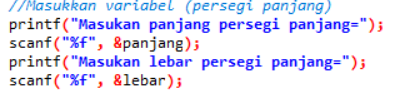 //Masukkan variabel (persegi panjang)
printf("Masukan panjang persegi panjang=");
scanf("%f", &panjang);
printf("Masukan lebar persegi panjang=");
scanf("%f", &lebar);